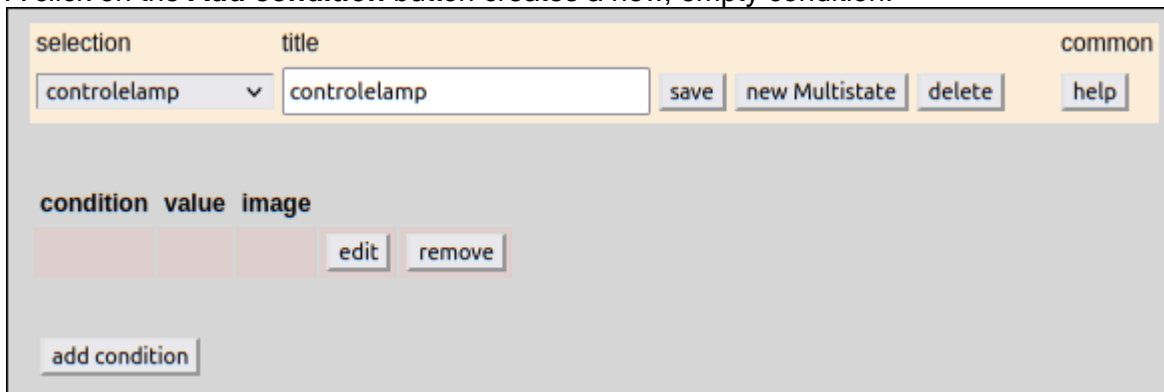 A click on the Add Condition button creates a new, empty condition.
selection title common
controlelamp controlelamp save new Multistate delete help
condition value image
edit remove
add condition